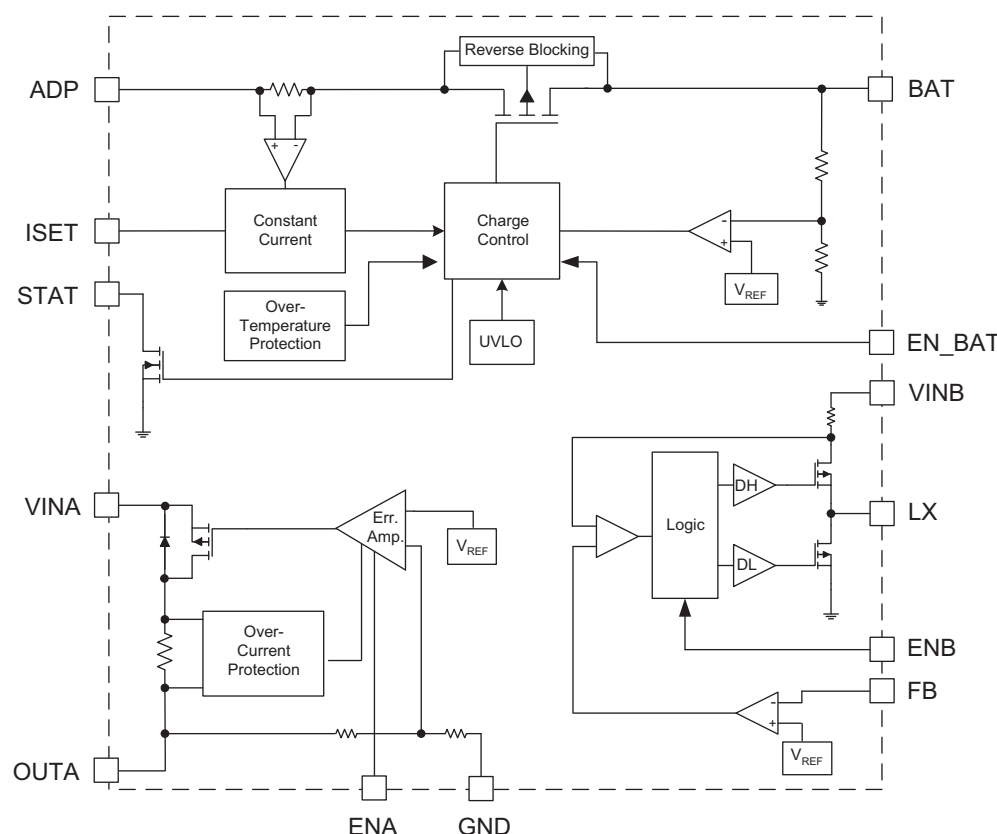 Reverse Blocking
ADP
BAT
+ -
ISET
Constant
Current
Charge
Control
-
+
VREF
STAT
Over-
Temperature
Protection
UVLO
EN_BAT
VINB
VINA
Err.
Amp.
VREF
Logic
DH
DL
LX
Over-
Current
Protection
ENB
FB
-
+
VREF
OUTA
ENA
GND